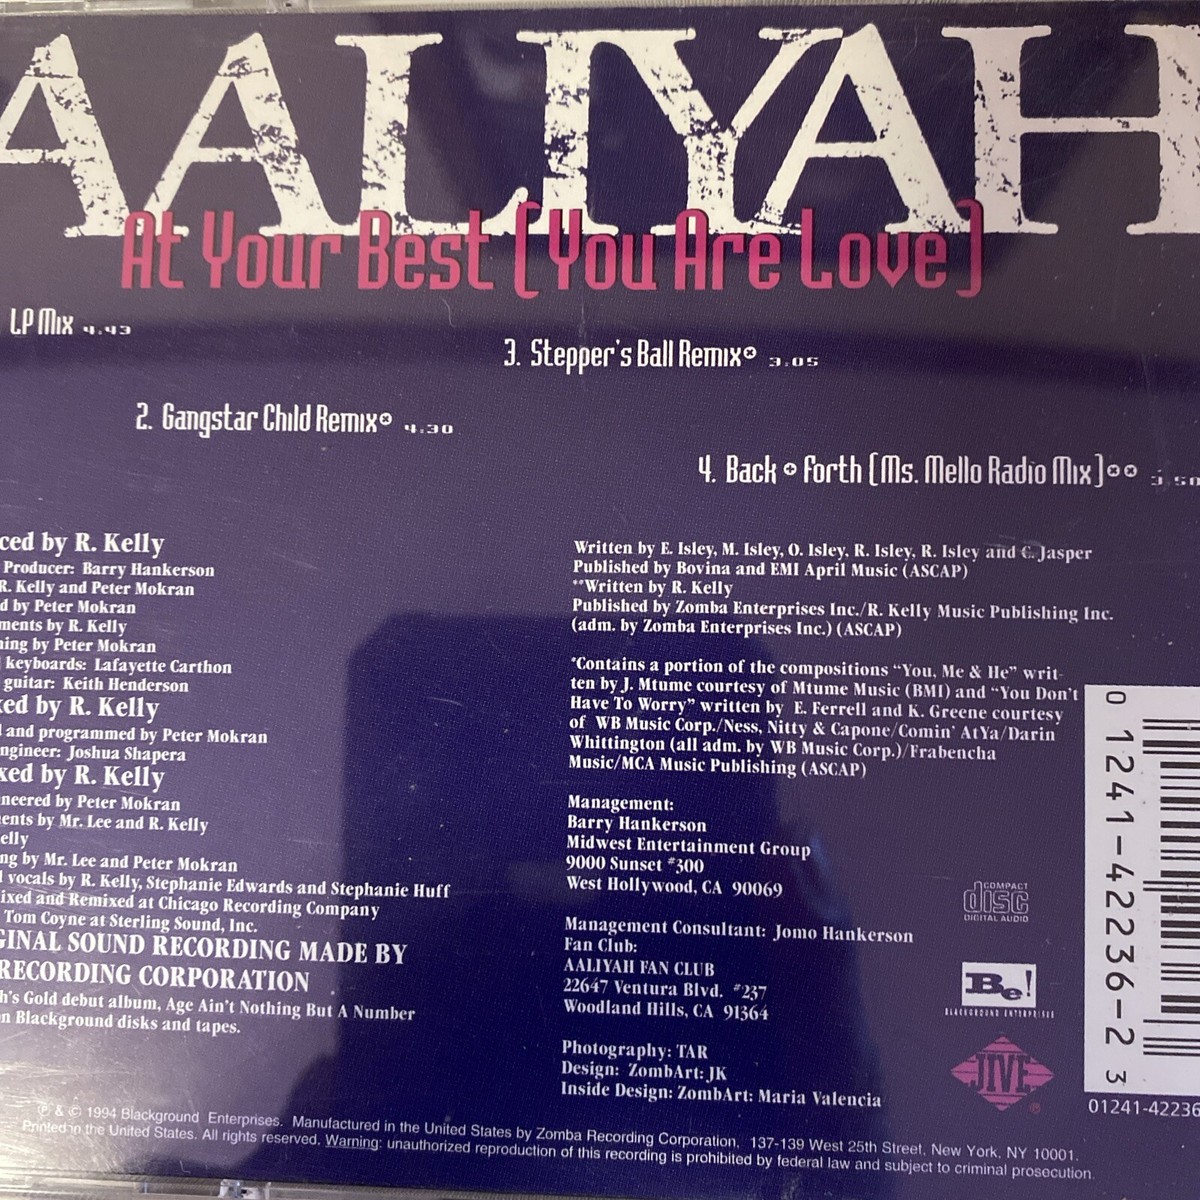 AALIYAH
At Your Best (You Are Love)
LP Mix 4.43
3. Stepper's Ball Remix* 3.05
2. Gangstar Child Remix* 4.30
4. Back & Forth (Ms. Mello Radio Mix)** 3.50
ced by R. Kelly
Producer: Barry Hankerson
R. Kelly and Peter Mokran
d by Peter Mokran
ments by R. Kelly
ning by Peter Mokran
keyboards: Lafayette Carthon
guitar: Keith Henderson
xed by R. Kelly
l and programmed by Peter Mokran
ngineer: Joshua Shapera
xed by R. Kelly
neered by Peter Mokran
ents by Mr. Lee and R. Kelly
elly
ng by Mr. Lee and Peter Mokran
l vocals by R. Kelly, Stephanie Edwards and Stephanie Huff
ixed and Remixed at Chicago Recording Company
Tom Coyne at Sterling Sound, Inc.
GINAL SOUND RECORDING MADE BY
RECORDING CORPORATION
h's Gold debut album, Age Ain't Nothing But A Number
n Blackground disks and tapes.
Written by E. Isley, M. Isley, O. Isley, R. Isley, R. Isley and C. Jasper
Published by Bovina and EMI April Music (ASCAP)
**Written by R. Kelly
Published by Zomba Enterprises Inc./R. Kelly Music Publishing Inc.
(adm. by Zomba Enterprises Inc.) (ASCAP)
*Contains a portion of the compositions "You, Me & He" writ-
ten by J. Mtume courtesy of Mtume Music (BMI) and "You Don't
Have To Worry" written by E. Ferrell and K. Greene courtesy
of WB Music Corp./Ness, Nitty & Capone/Comin' AtYa/Darin
Whittington (all adm. by WB Music Corp.)/Frabencha
Music/MCA Music Publishing (ASCAP)
Management:
Barry Hankerson
Midwest Entertainment Group
9000 Sunset #300
West Hollywood, CA 90069
Management Consultant: Jomo Hankerson
Fan Club:
AALIYAH FAN CLUB
22647 Ventura Blvd. #237
Woodland Hills, CA 91364
Photography: TAR
Design: ZombArt: JK
Inside Design: ZombArt: Maria Valencia
COMPACT
disc
DIGITAL AUDIO
Be!
BLACKGROUND ENTERPRISES
JIVE ®
0 1241-42236-2 3
01241-42236
℗ & © 1994 Blackground Enterprises. Manufactured in the United States by Zomba Recording Corporation, 137-139 West 25th Street, New York, NY 10001.
Printed in the United States. All rights reserved. Warning: unauthorized reproduction of this recording is prohibited by federal law and subject to criminal prosecution.